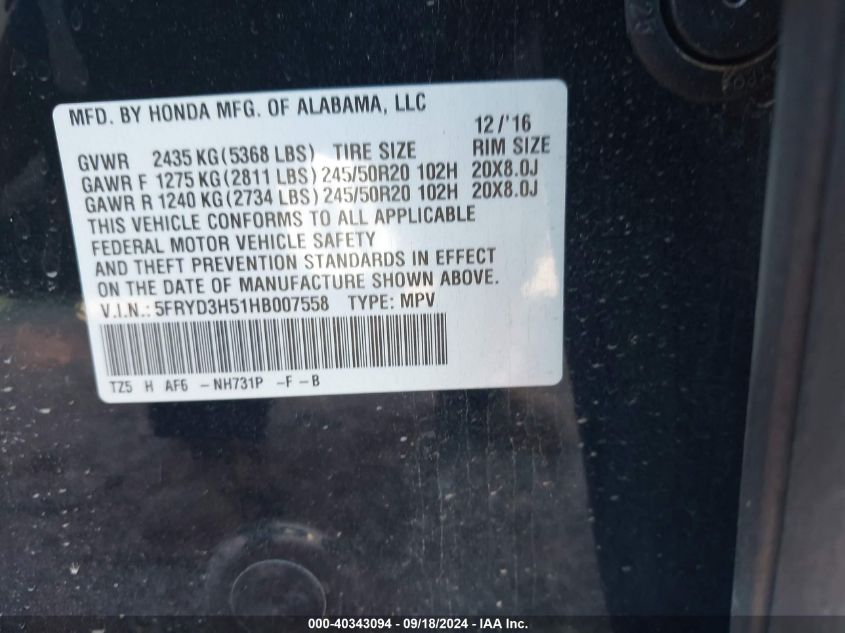 MFD. BY HONDA MFG. OF ALABAMA, LLC
12/'16
GVWR 2435 KG(5368 LBS) TIRE SIZE RIM SIZE
GAWR F 1275 KG(2811 LBS) 245/50R20 102H 20X8.0J
GAWR R 1240 KG(2734 LBS) 245/50R20 102H 20X8.0J
THIS VEHICLE CONFORMS TO ALL APPLICABLE
FEDERAL MOTOR VEHICLE SAFETY
AND THEFT PREVENTION STANDARDS IN EFFECT
ON THE DATE OF MANUFACTURE SHOWN ABOVE.
V.I.N.: 5FRYD3H51HB007558 TYPE: MPV
TZ5 H AF6 -NH731P -F-B
000-40343094 - 09/18/2024 - IAA Inc.